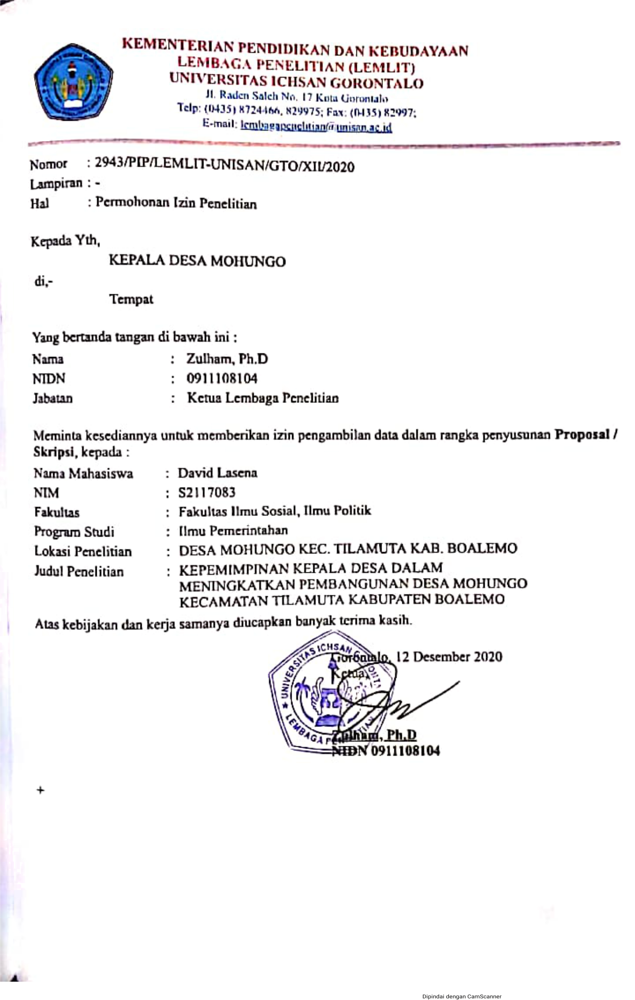 KEMENTERIAN PENDIDIKAN DAN KEBUDAYAAN
LEMBAGA PENELITIAN (LEMLIT)
UNIVERSITAS ICHSAN GORONTALO
Jl. Raden Saleh No. 17 Kota Gorontalo
Telp: (0435) 8724466, 829975; Fax: (0435) 82997;
E-mail: lembagapenelitian@unisan.ac.id
Nomor : 2943/PIP/LEMLIT-UNISAN/GTO/XII/2020
Lampiran : -
Hal : Permohonan Izin Penelitian
Kepada Yth,
KEPALA DESA MOHUNGO
di,-
Tempat
Yang bertanda tangan di bawah ini :
Nama : Zulham, Ph.D
NIDN : 0911108104
Jabatan : Ketua Lembaga Penelitian
Meminta kesediannya untuk memberikan izin pengambilan data dalam rangka penyusunan Proposal /
Skripsi, kepada :
Nama Mahasiswa : David Lasena
NIM : S2117083
Fakultas : Fakultas Ilmu Sosial, Ilmu Politik
Program Studi : Ilmu Pemerintahan
Lokasi Penelitian : DESA MOHUNGO KEC. TILAMUTA KAB. BOALEMO
Judul Penelitian : KEPEMIMPINAN KEPALA DESA DALAM
MENINGKATKAN PEMBANGUNAN DESA MOHUNGO
KECAMATAN TILAMUTA KABUPATEN BOALEMO
Atas kebijakan dan kerja samanya diucapkan banyak terima kasih.
Gorontalo, 12 Desember 2020
Ketua,
UNIVERSITAS ICHSAN
LEMBAGA
Zulham, Ph.D
NIDN 0911108104
+
Dipindai dengan CamScanner